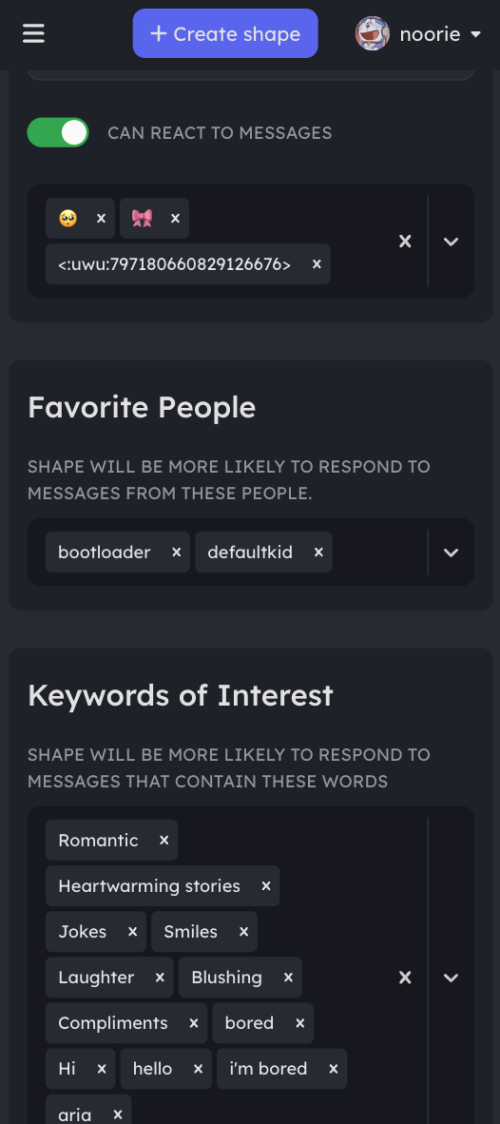 + Create shape
noorie
CAN REACT TO MESSAGES
🥺 x 🎀 x
<:uwu:797180660829126676> x
x
Favorite People
SHAPE WILL BE MORE LIKELY TO RESPOND TO
MESSAGES FROM THESE PEOPLE.
bootloader x defaultkid x
Keywords of Interest
SHAPE WILL BE MORE LIKELY TO RESPOND TO
MESSAGES THAT CONTAIN THESE WORDS
Romantic x
Heartwarming stories x
Jokes x Smiles x
Laughter x Blushing x
x
Compliments x bored x
Hi x hello x i'm bored x
aria x